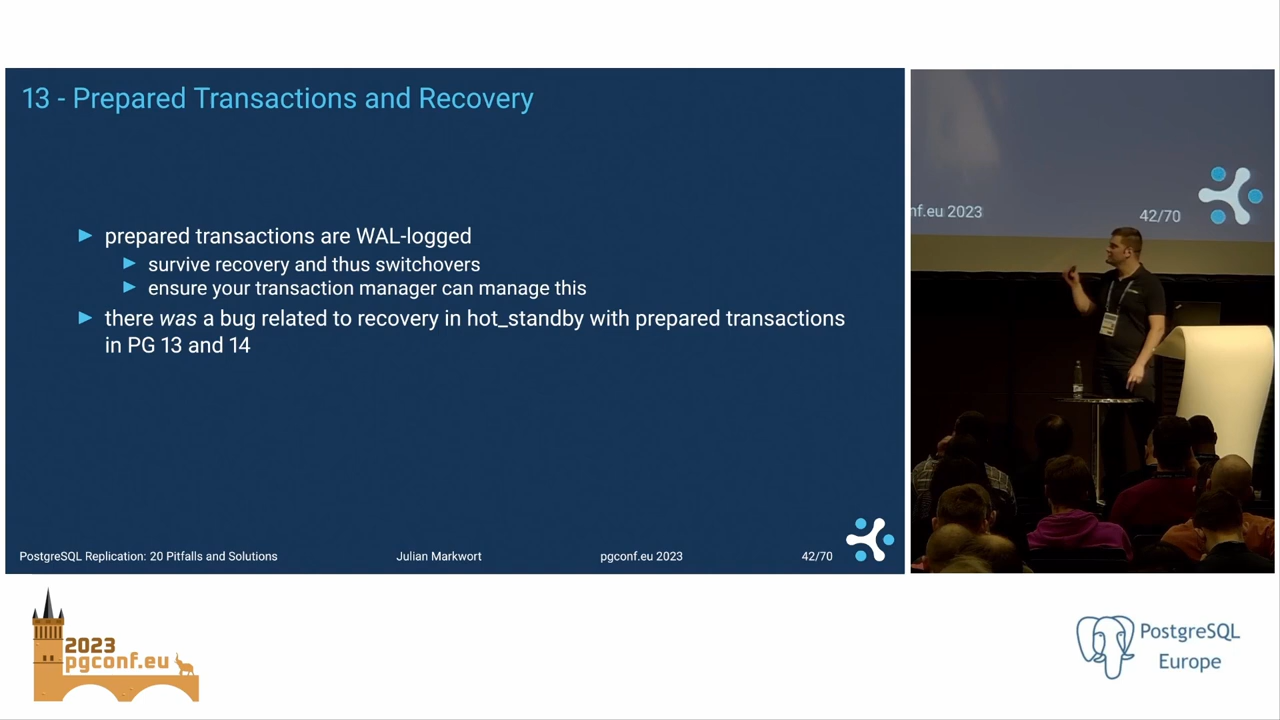 13 - Prepared Transactions and Recovery
prepared transactions are WAL-logged
survive recovery and thus switchovers
ensure your transaction manager can manage this
there was a bug related to recovery in hot_standby with prepared transactions
in PG 13 and 14
PostgreSQL Replication: 20 Pitfalls and Solutions
Julian Markwort
pgconf.eu 2023
42/70
nf.eu 2023
42/70
2023
pgconf.eu
PostgreSQL
Europe